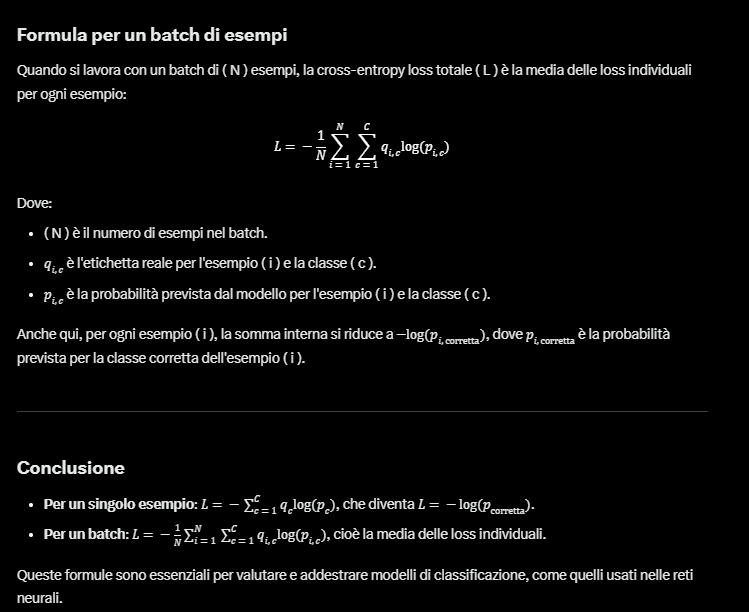 Formula per un batch di esempi
Quando si lavora con un batch di ( N ) esempi, la cross-entropy loss totale ( L ) è la media delle loss individuali
per ogni esempio:
L = −\frac{1}{N} \sum_{i=1}^{N} \sum_{c=1}^{C} q_{i,c} log(p_{i,c})
Dove:
• ( N ) è il numero di esempi nel batch.
• q_{i,c} è l'etichetta reale per l'esempio ( i ) e la classe ( c ).
• p_{i,c} è la probabilità prevista dal modello per l'esempio ( i ) e la classe ( c ).
Anche qui, per ogni esempio ( i ), la somma interna si riduce a −log(p_{i, corretta}), dove p_{i, corretta} è la probabilità
prevista per la classe corretta dell'esempio ( i ).
Conclusione
• Per un singolo esempio: L = − \sum_{c=1}^{C} q_c log(p_c), che diventa L = − log(p_{corretta}).
• Per un batch: L = −\frac{1}{N} \sum_{i=1}^{N} \sum_{c=1}^{C} q_{i,c} log(p_{i,c}), cioè la media delle loss individuali.
Queste formule sono essenziali per valutare e addestrare modelli di classificazione, come quelli usati nelle reti
neurali.